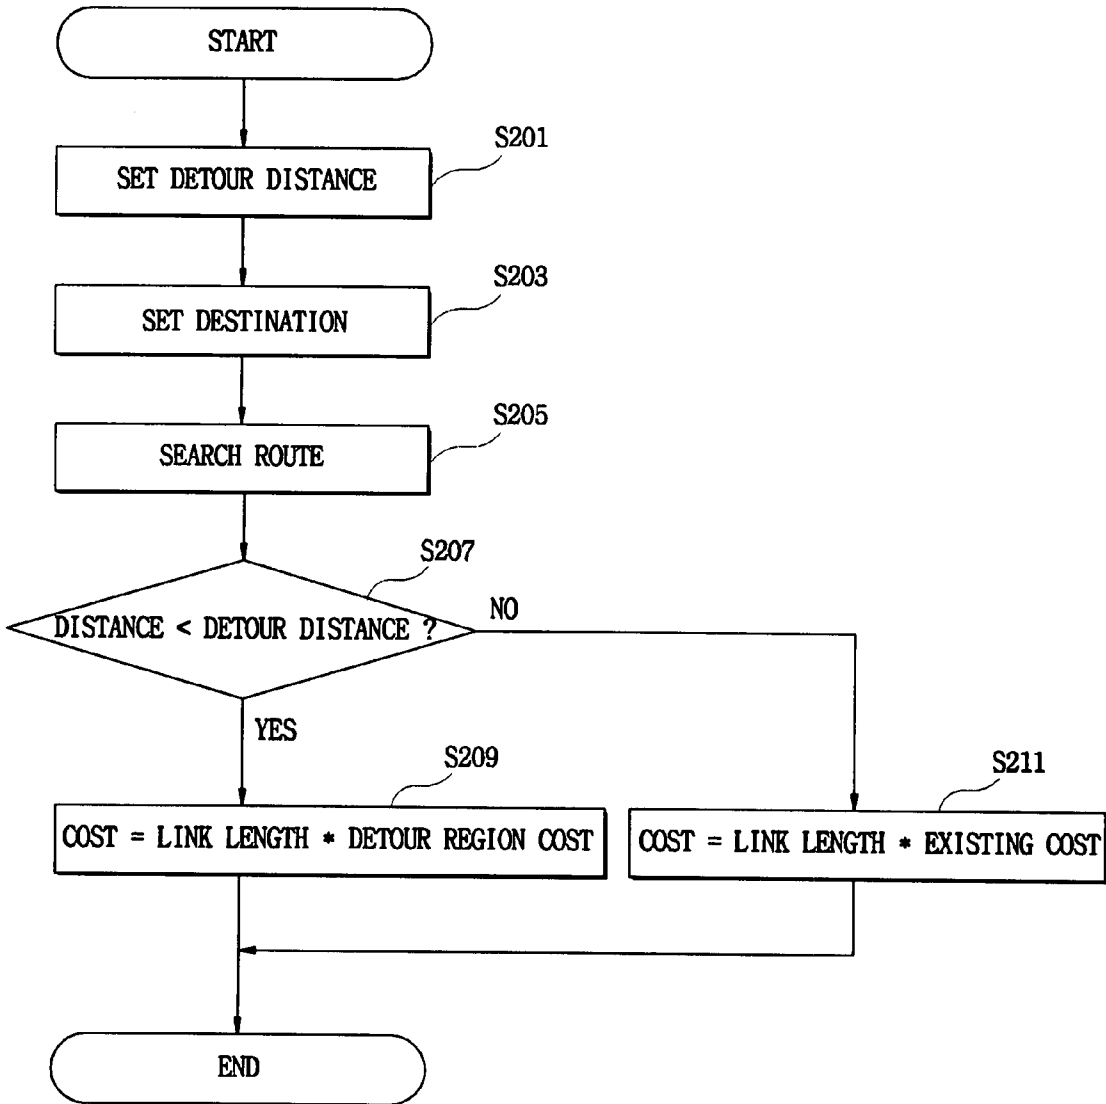 START
S201
SET DETOUR DISTANCE
S203
SET DESTINATION
S205
SEARCH ROUTE
S207
DISTANCE < DETOUR DISTANCE ?
NO
YES
S209
COST = LINK LENGTH * DETOUR REGION COST
S211
COST = LINK LENGTH * EXISTING COST
END